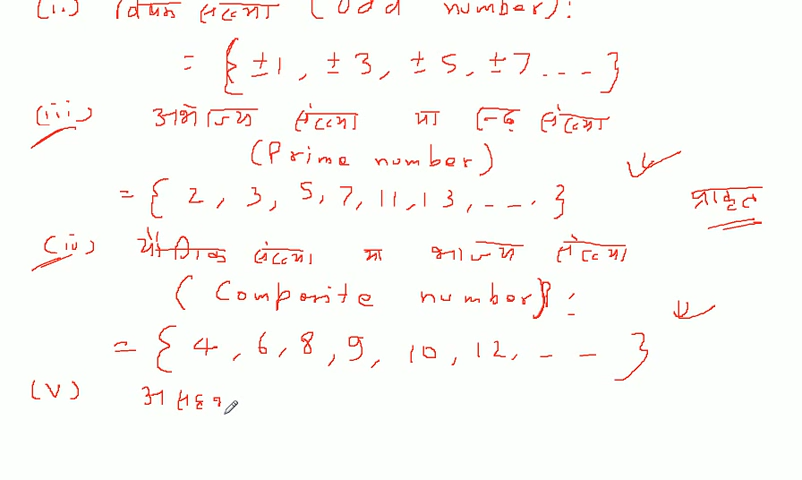 (ii) विषम संख्या (Odd number):
= { ±1, ±3, ±5, ±7 ... }
(iii) अभाज्य संख्या या रूढ़ संख्या
(Prime number)
= { 2, 3, 5, 7, 11, 13, ... } प्राकृत
(iv) यौगिक संख्या या भाज्य संख्या
(Composite number) :
= { 4, 6, 8, 9, 10, 12, - - }
(v) असह